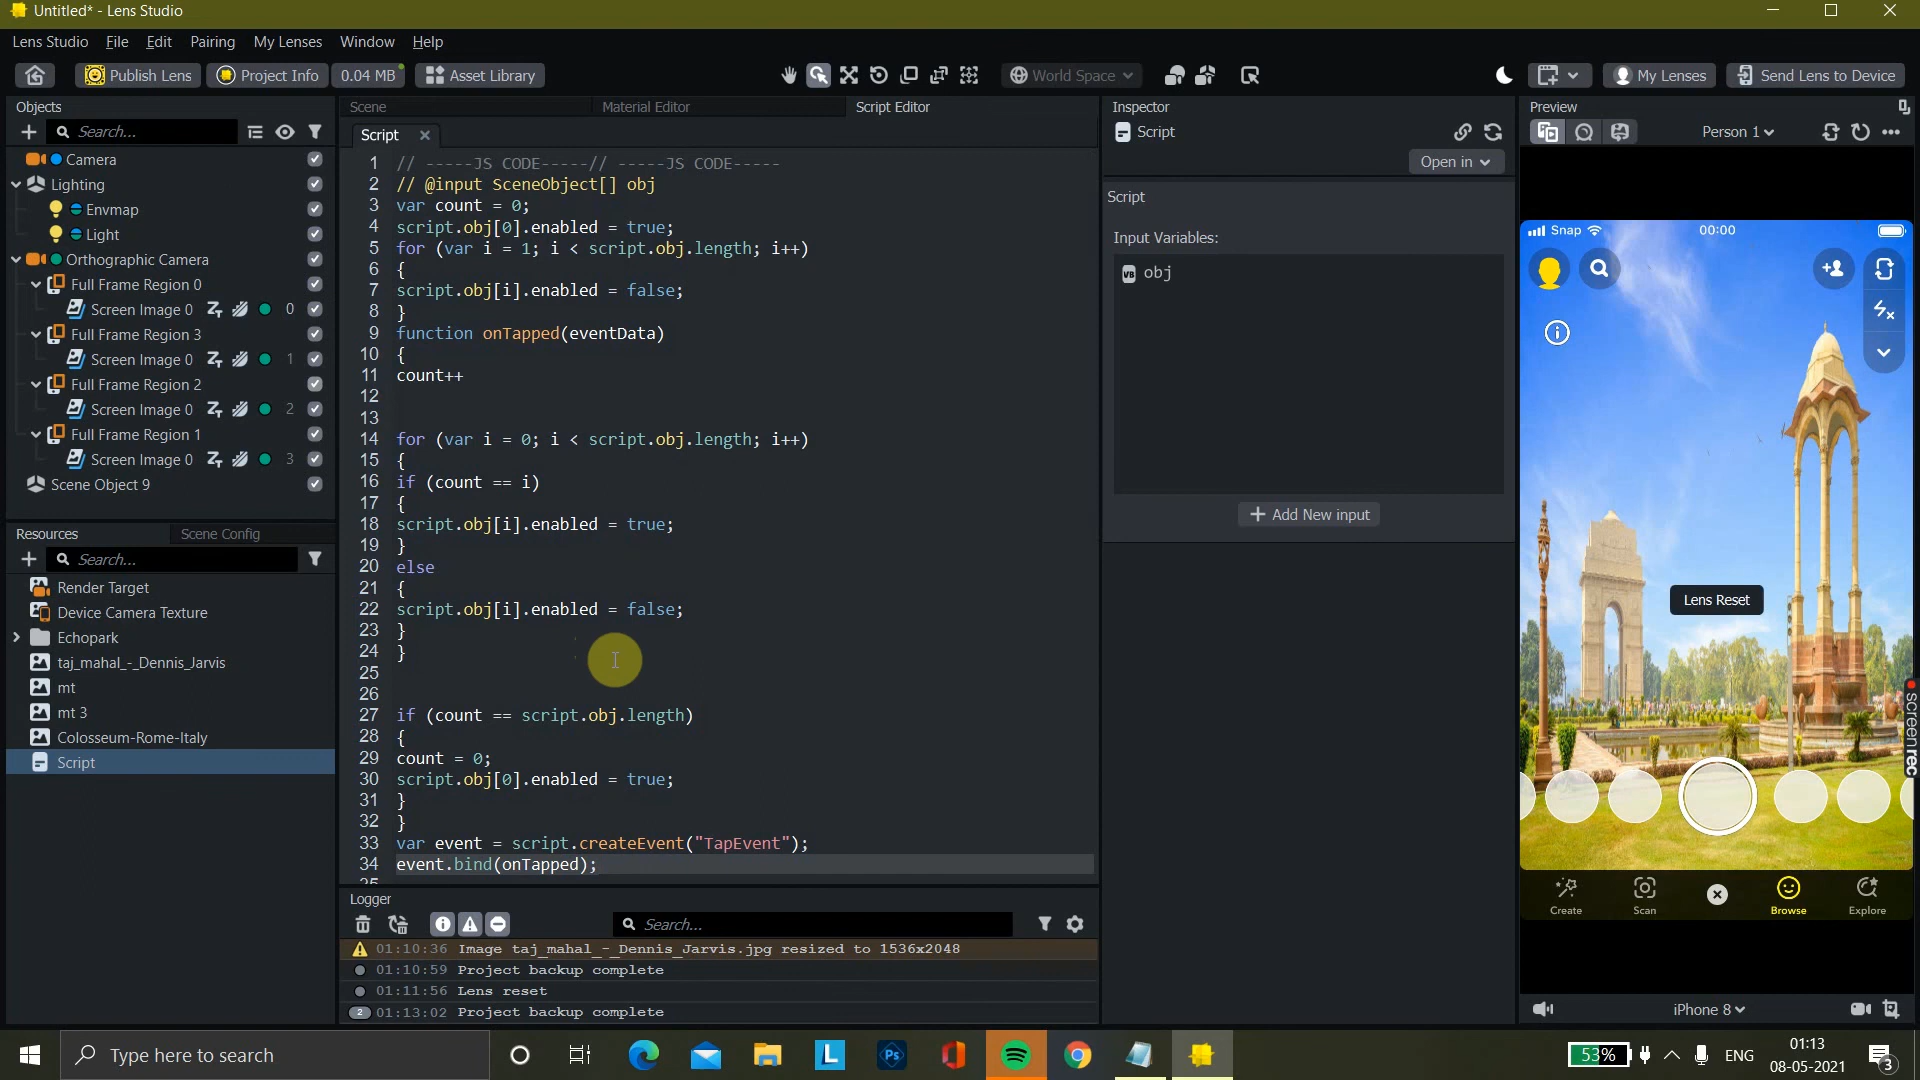 Untitled* - Lens Studio
Lens Studio File Edit Pairing My Lenses Window Help
Publish Lens Project Info 0.04 MB Asset Library World Space My Lenses Send Lens to Device
Objects
Search...
Camera
Lighting
Envmap
Light
Orthographic Camera
Full Frame Region 0
Screen Image 0 0
Full Frame Region 3
Screen Image 0 1
Full Frame Region 2
Screen Image 0 2
Full Frame Region 1
Screen Image 0 3
Scene Object 9
Resources Scene Config
Search...
Render Target
Device Camera Texture
Echopark
taj_mahal_-_Dennis_Jarvis
mt
mt 3
Colosseum-Rome-Italy
Script
Scene Material Editor Script Editor
Script
1 // -----JS CODE-----// -----JS CODE-----
2 // @input SceneObject[] obj
3 var count = 0;
4 script.obj[0].enabled = true;
5 for (var i = 1; i < script.obj.length; i++)
6 {
7 script.obj[i].enabled = false;
8 }
9 function onTapped(eventData)
10 {
11 count++
12
13
14 for (var i = 0; i < script.obj.length; i++)
15 {
16 if (count == i)
17 {
18 script.obj[i].enabled = true;
19 }
20 else
21 {
22 script.obj[i].enabled = false;
23 }
24 }
25
26
27 if (count == script.obj.length)
28 {
29 count = 0;
30 script.obj[0].enabled = true;
31 }
32 }
33 var event = script.createEvent("TapEvent");
34 event.bind(onTapped);
35
Logger
Search...
01:10:36 Image taj_mahal_-_Dennis_Jarvis.jpg resized to 1536x2048
01:10:59 Project backup complete
01:11:56 Lens reset
2 01:13:02 Project backup complete
Inspector
Script
Open in
Script
Input Variables:
obj
+ Add New input
Preview
Person 1
Snap 00:00
Lens Reset
Create Scan Browse Explore
iPhone 8
screenrec
Type here to search
L
Ps
53% ENG
01:13
08-05-2021
3